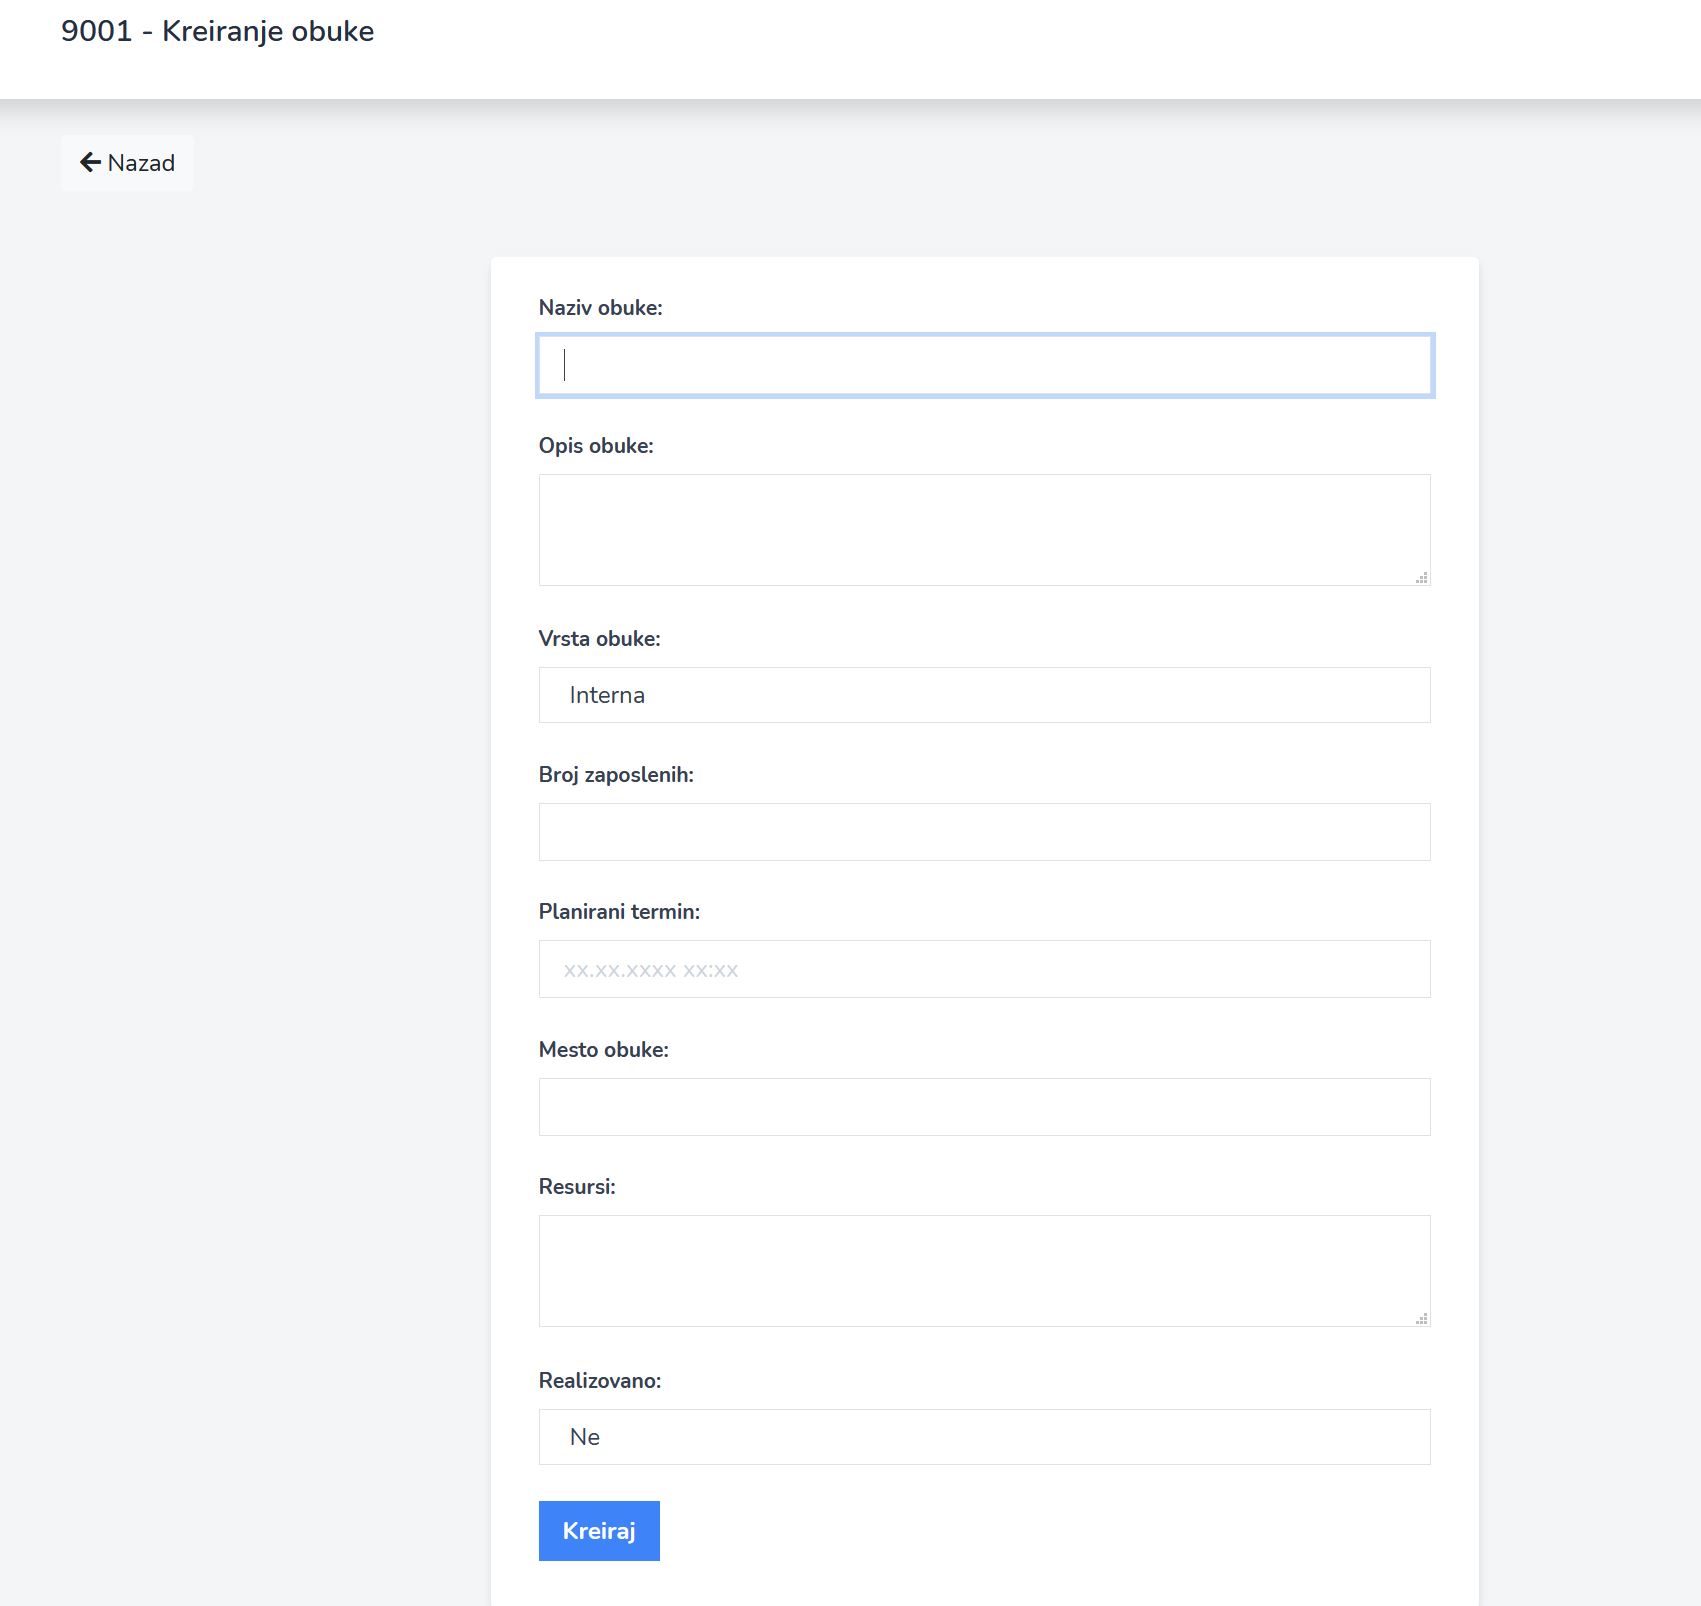 9001 - Kreiranje obuke
Nazad
Naziv obuke:
Opis obuke:
Vrsta obuke:
Interna
Broj zaposlenih:
Planirani termin:
xx.xx.xxxx xx:xx
Mesto obuke:
Resursi:
Realizovano:
Ne
Kreiraj